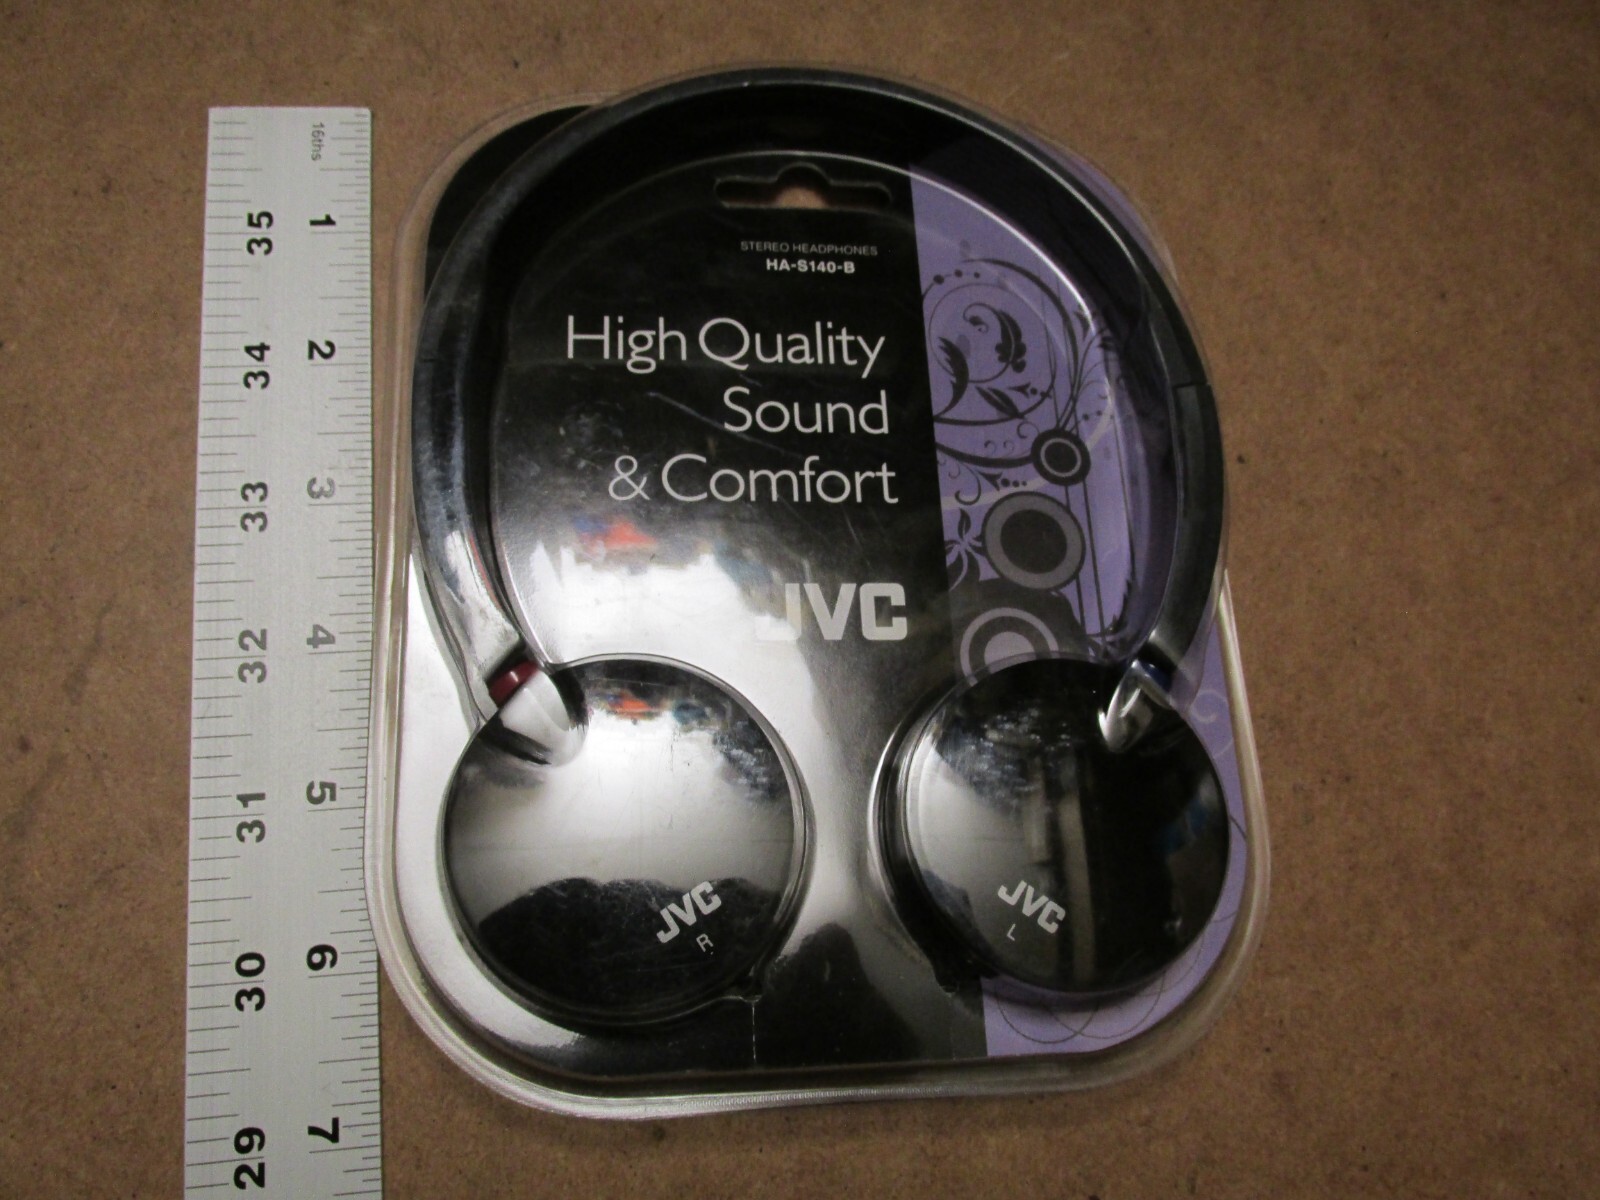 16ths
1
35
2
34
3
33
4
32
5
31
6
30
7
29
STEREO HEADPHONES
HA-S140-B
High Quality
Sound
& Comfort
JVC
JVC
R
JVC
L